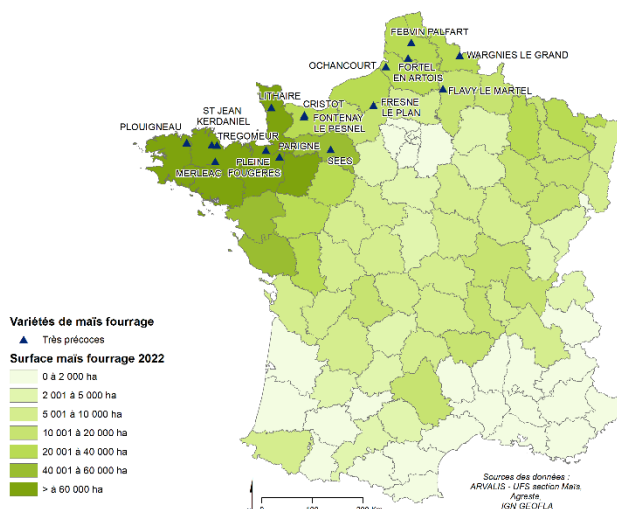 FEBVIN PALFART
WARGNIES LE GRAND
OCHANCOURT
FORTEL
EN ARTOIS
FLAVY LE MARTEL
LITHAIRE
CRISTOT
FRESNE
LE PLAN
ST JEAN
KERDANIEL
FONTENAY
LE PESNEL
PLOUIGNEAU
TREGOMEUR
PARIGNE
SEES
PLEINE
FOUGERES
MERLEAC
Variétés de maïs fourrage
Très précoces
Surface maïs fourrage 2022
0 à 2 000 ha
2 001 à 5 000 ha
5 001 à 10 000 ha
10 001 à 20 000 ha
20 001 à 40 000 ha
40 001 à 60 000 ha
> à 60 000 ha
0 100 200 Km
Sources des données :
ARVALIS - UFS section Maïs,
Agreste,
IGN GEOFLA